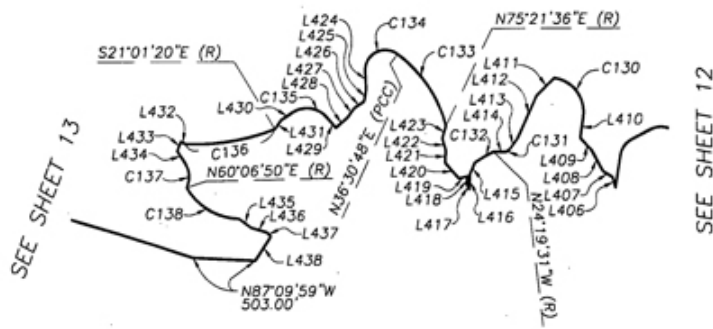 L424
L425
L426
L427
L428
C134
N75°21'36"E (R)
C133
S21°01'20"E (R)
C135
L430
L411
L412
C130
L432
L433
L434
C136
L431
L429
L413
L414
L410
N36°30'48"E (PCC)
L423
L422
L421
L420
L419
L418
L417
C132
C131
C137
N60°06'50"E (R)
L409
L408
L407
L406
C138
L435
L436
L437
L438
L415
L416
N24°19'31"W (R)
N87°09'59"W
503.00'
SEE SHEET 13
SEE SHEET 12